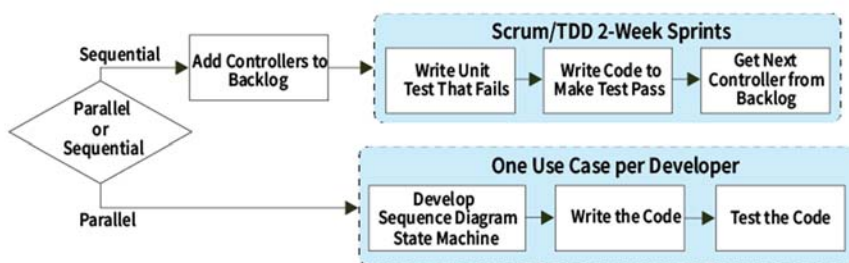 Sequential
Add Controllers to
Backlog
Scrum/TDD 2-Week Sprints
Write Unit
Test That Fails
Write Code to
Make Test Pass
Get Next
Controller from
Backlog
Parallel
or
Sequential
Parallel
One Use Case per Developer
Develop
Sequence Diagram
State Machine
Write the Code
Test the Code